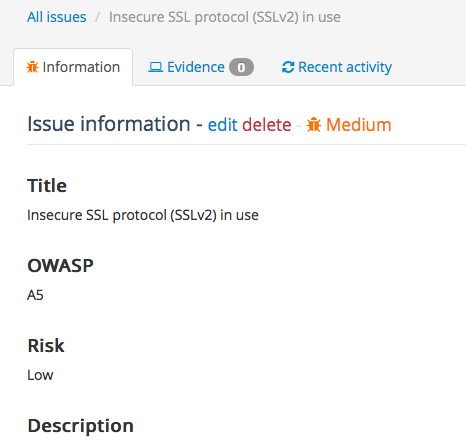 All issues / Insecure SSL protocol (SSLv2) in use
Information Evidence 0 Recent activity
Issue information - edit delete - Medium
Title
Insecure SSL protocol (SSLv2) in use
OWASP
A5
Risk
Low
Description